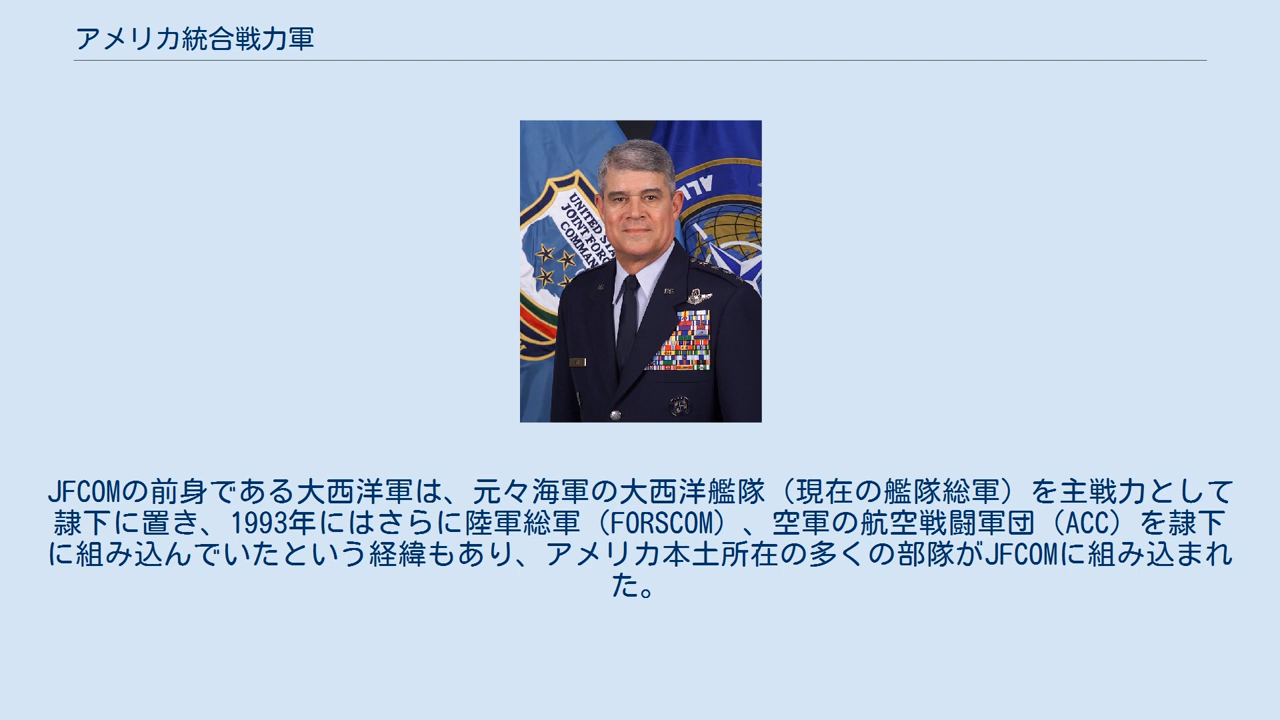 アメリカ統合戦力軍
UNITED STA
JOINT FORC
COMMAN
ALL
JFCOMの前身である大西洋軍は、元々海軍の大西洋艦隊（現在の艦隊総軍）を主戦力として
隷下に置き、1993年にはさらに陸軍総軍（FORSCOM）、空軍の航空戦闘軍団（ACC）を隷下
に組み込んでいたという経緯もあり、アメリカ本土所在の多くの部隊がJFCOMに組み込まれ
た。